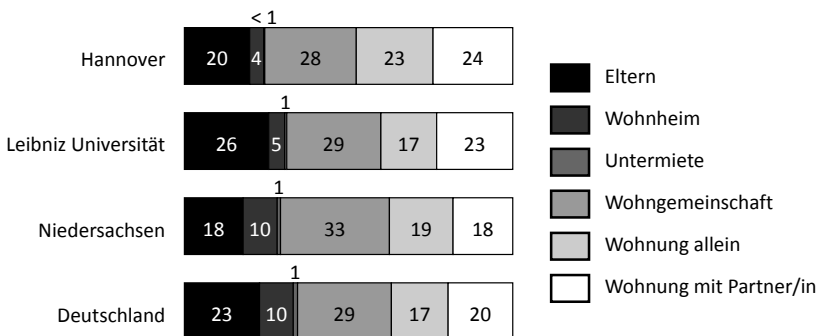 < 1
Hannover 20 4 28 23 24
1
Leibniz Universität 26 5 29 17 23
1
Niedersachsen 18 10 33 19 18
1
Deutschland 23 10 29 17 20
Eltern
Wohnheim
Untermiete
Wohngemeinschaft
Wohnung allein
Wohnung mit Partner/in